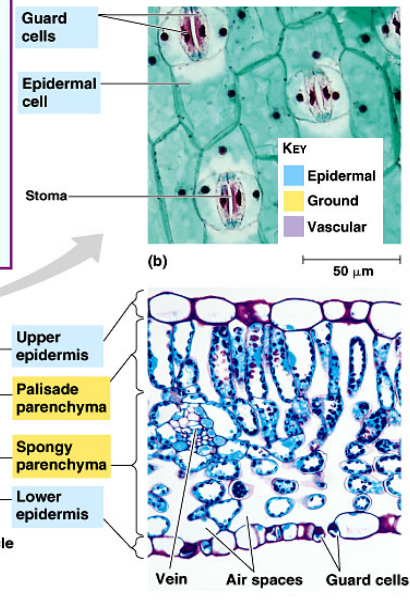 Guard
cells
Epidermal
cell
Stoma
KEY
Epidermal
Ground
Vascular
(b)
50 μm
Upper
epidermis
Palisade
parenchyma
Spongy
parenchyma
Lower
epidermis
Vein
Air spaces
Guard cells